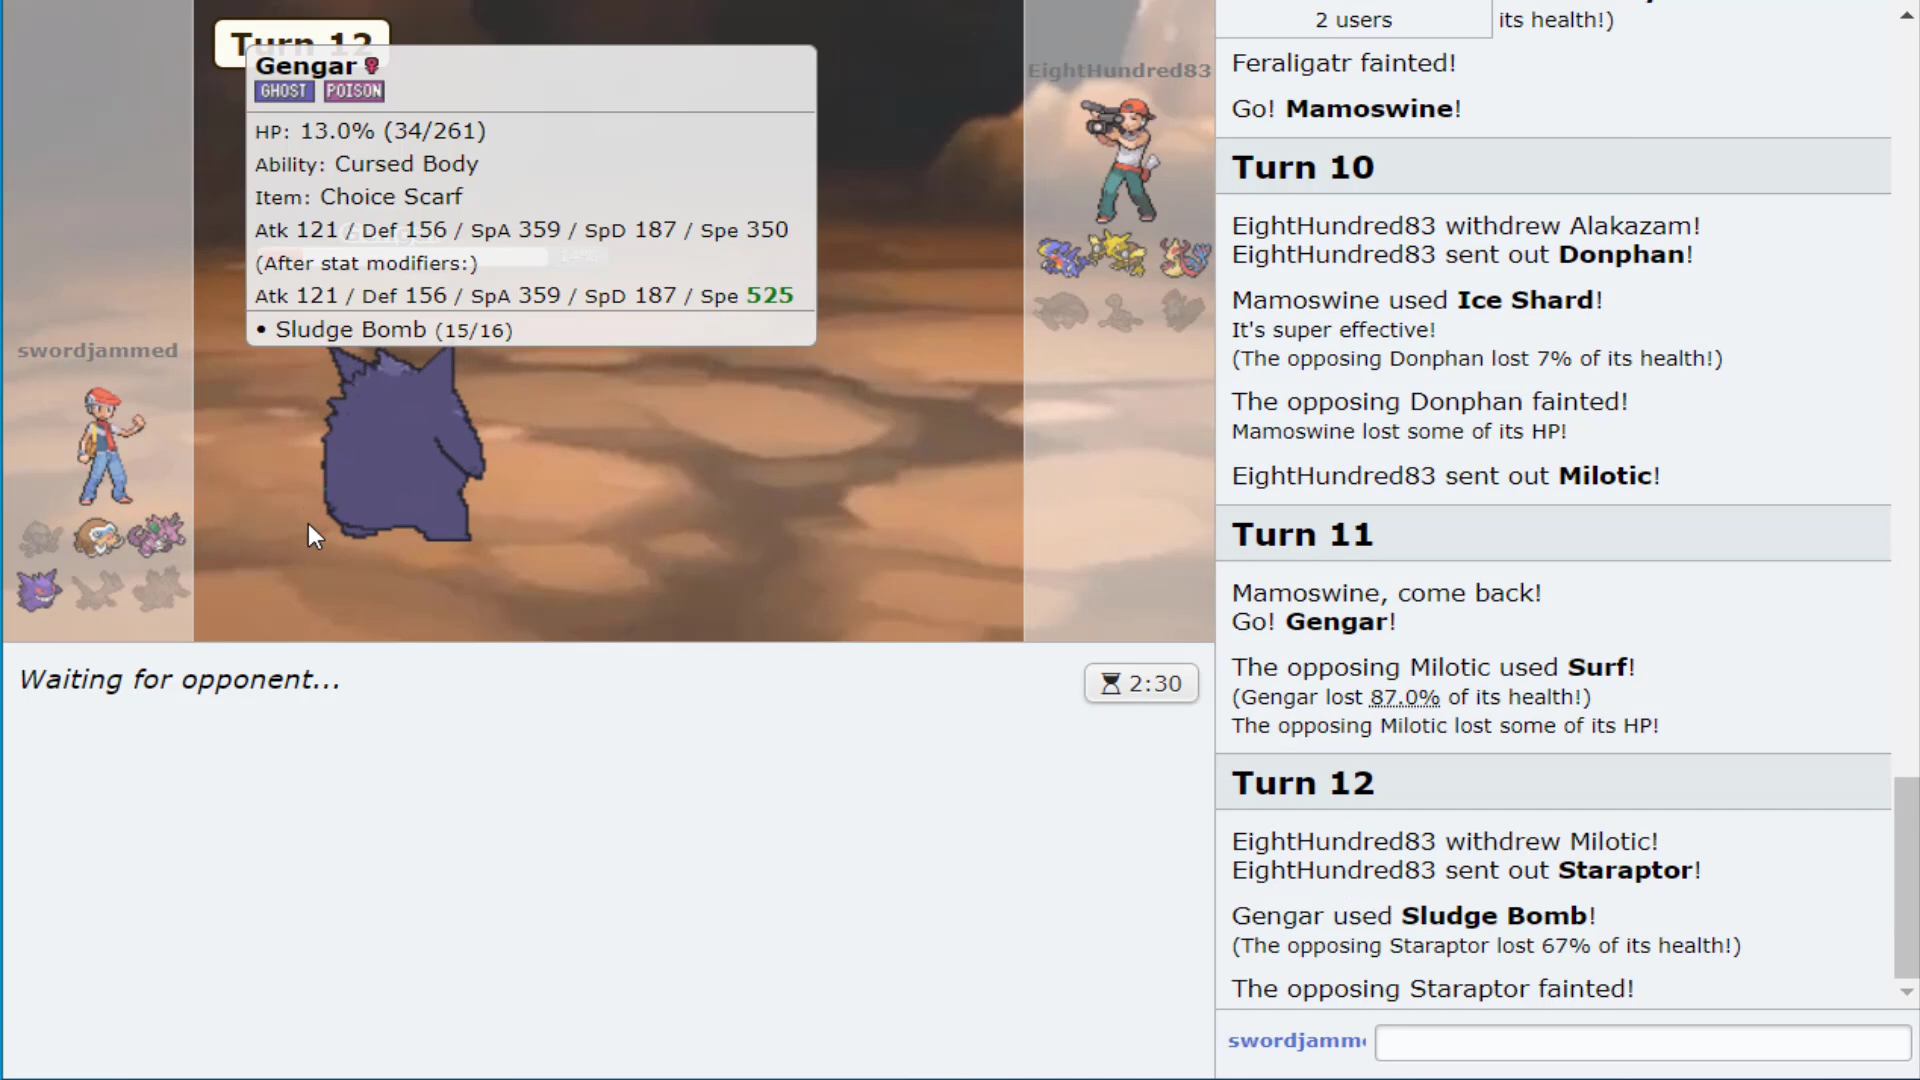 Turn 12
Gengar
GHOST POISON
HP: 13.0% (34/261)
Ability: Cursed Body
Item: Choice Scarf
Atk 121 / Def 156 / SpA 359 / SpD 187 / Spe 350
(After stat modifiers:)
Atk 121 / Def 156 / SpA 359 / SpD 187 / Spe 525
• Sludge Bomb (15/16)
swordjammed
EightHundred83
Waiting for opponent...
2:30
2 users
its health!)
Feraligatr fainted!
Go! Mamoswine!
Turn 10
EightHundred83 withdrew Alakazam!
EightHundred83 sent out Donphan!
Mamoswine used Ice Shard!
It's super effective!
(The opposing Donphan lost 7% of its health!)
The opposing Donphan fainted!
Mamoswine lost some of its HP!
EightHundred83 sent out Milotic!
Turn 11
Mamoswine, come back!
Go! Gengar!
The opposing Milotic used Surf!
(Gengar lost 87.0% of its health!)
The opposing Milotic lost some of its HP!
Turn 12
EightHundred83 withdrew Milotic!
EightHundred83 sent out Staraptor!
Gengar used Sludge Bomb!
(The opposing Staraptor lost 67% of its health!)
The opposing Staraptor fainted!
swordjamm